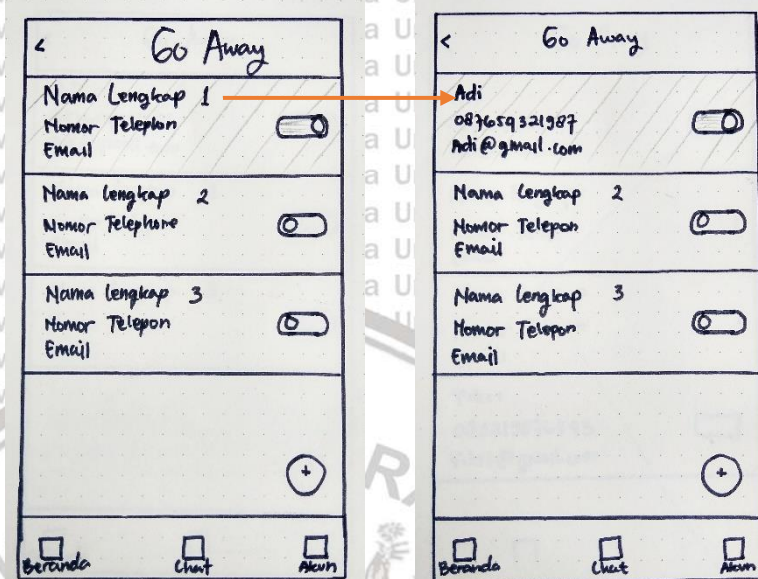 < Go Away
Nama Lengkap 1
Nomor Telephon
Email
Nama lengkap 2
Nomor Telephone
Email
Nama lengkap 3
Nomor Telepon
Email
+
Beranda Chat Akun
< Go Away
Adi
087659321987
Adi@gmail.com
Nama lengkap 2
Nomor Telepon
Email
Nama lengkap 3
Nomor Telepon
Email
+
Beranda Chat Akun